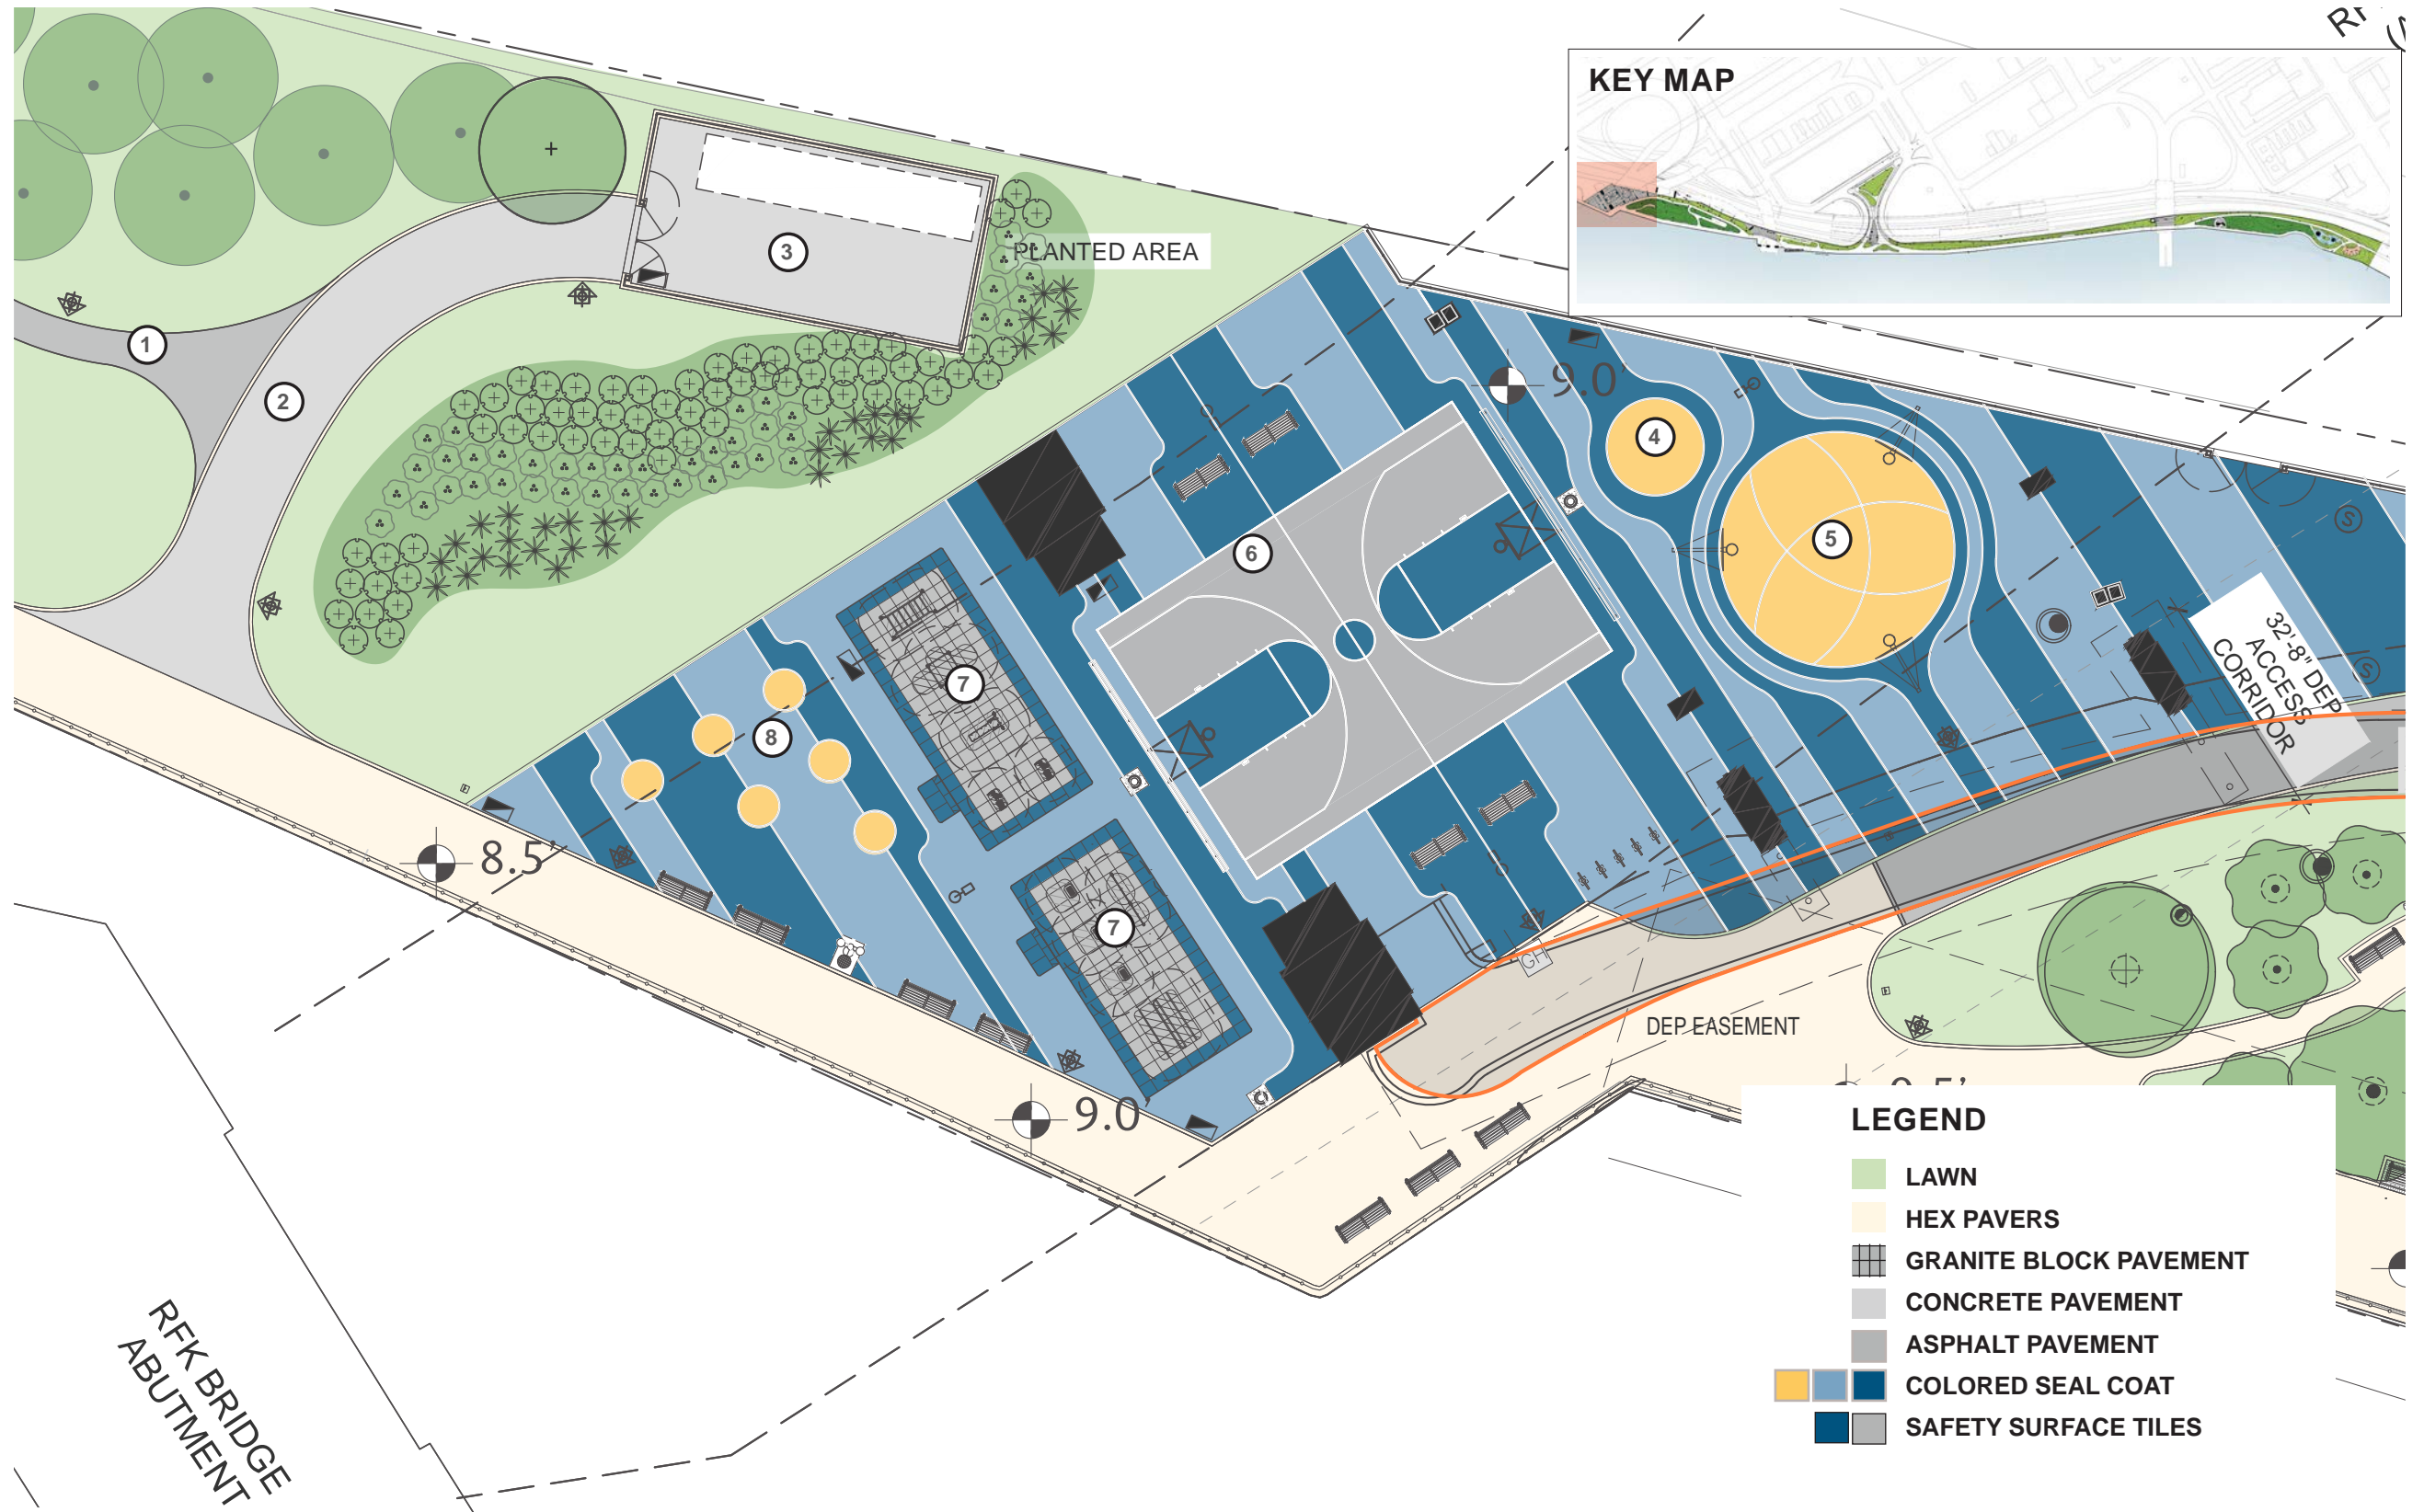 KEY MAP
1
2
3
PLANTED AREA
9.0
4
5
6
7
8
7
S
S
32'-8" DEP
ACCESS
CORRIDOR
8.5'
GH
DEP EASEMENT
9.0
LEGEND
LAWN
HEX PAVERS
GRANITE BLOCK PAVEMENT
CONCRETE PAVEMENT
ASPHALT PAVEMENT
COLORED SEAL COAT
SAFETY SURFACE TILES
RFK BRIDGE
ABUTMENT